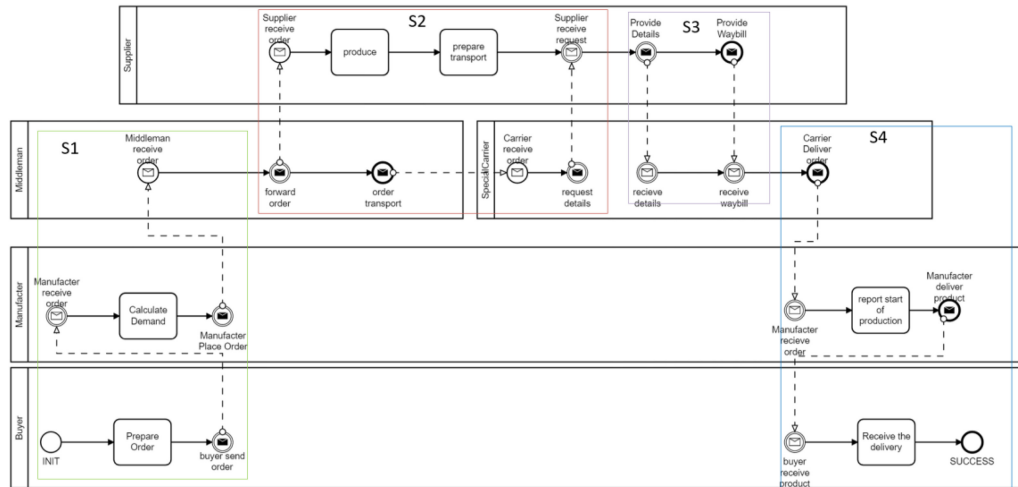 Supplier
Supplier
receive
order
S2
produce
prepare
transport
Supplier
receive
request
Provide
Details
S3
Provide
Waybill
Middleman
S1
Middleman
receive
order
forward
order
order
transport
SpecialCarrier
Carrier
receive
order
request
details
recieve
details
receive
waybill
Carrier
Deliver
order
S4
Manufacter
Manufacter
receive
order
Calculate
Demand
Manufacter
Place Order
Manufacter
recieve
order
report start
of
production
Manufacter
deliver
product
Buyer
INIT
Prepare
Order
buyer send
order
buyer
receive
product
Receive the
delivery
SUCCESS